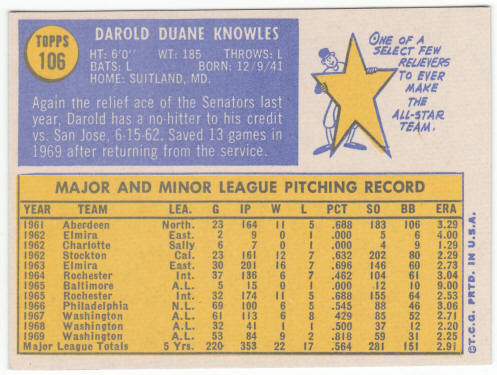 TOPPS
106
DAROLD DUANE KNOWLES
HT: 6'0" WT: 185 THROWS: L
BATS: L BORN: 12/9/41
HOME: SUITLAND, MD.
Again the relief ace of the Senators last
year, Darold has a no-hitter to his credit
vs. San Jose, 6-15-62. Saved 13 games in
1969 after returning from the service.
ONE OF A
SELECT FEW
RELIEVERS
TO EVER
MAKE
THE
ALL-STAR
TEAM.
MAJOR AND MINOR LEAGUE PITCHING RECORD
YEAR TEAM LEA. G IP W L PCT SO BB ERA
1961 Aberdeen North. 23 164 11 5 .688 183 106 3.29
1962 Elmira East. 2 9 0 1 .000 5 6 4.00
1962 Charlotte Sally 6 7 0 1 .000 4 9 1.29
1962 Stockton Cal. 23 161 12 7 .632 202 80 2.29
1963 Elmira East. 30 201 16 7 .696 146 60 2.73
1964 Rochester Int. 37 136 6 7 .462 104 61 3.04
1965 Baltimore A.L. 5 15 0 1 .000 12 10 9.00
1965 Rochester Int. 32 174 11 5 .688 155 64 2.53
1966 Philadelphia N.L. 69 100 6 5 .545 88 46 3.06
1967 Washington A.L. 61 113 6 8 .429 85 52 2.71
1968 Washington A.L. 32 41 1 1 .500 37 12 2.20
1969 Washington A.L. 53 84 9 2 .818 59 31 2.25
Major League Totals 5 Yrs. 220 353 22 17 .564 281 151 2.91
©T.C.G. PRTD. IN U.S.A.